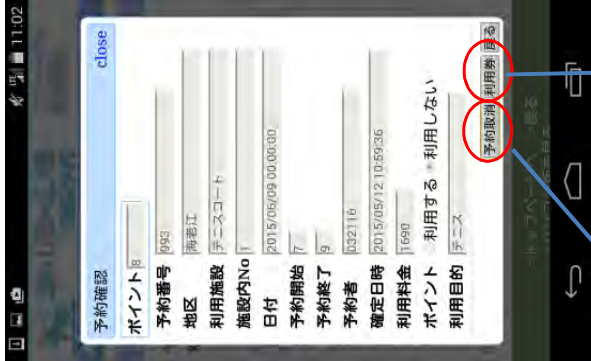 11:02
予約確認 close
ポイント 8
予約番号 993
地区 海老江
利用施設 テニスコート
施設内No 1
日付 2015/06/09 00:00:00
予約開始 7
予約終了 9
予約者 032116
確定日時 2015/05/12 10:59:36
利用料金 1690
ポイント 利用する 利用しない
利用目的 テニス
予約取消 利用券 戻る